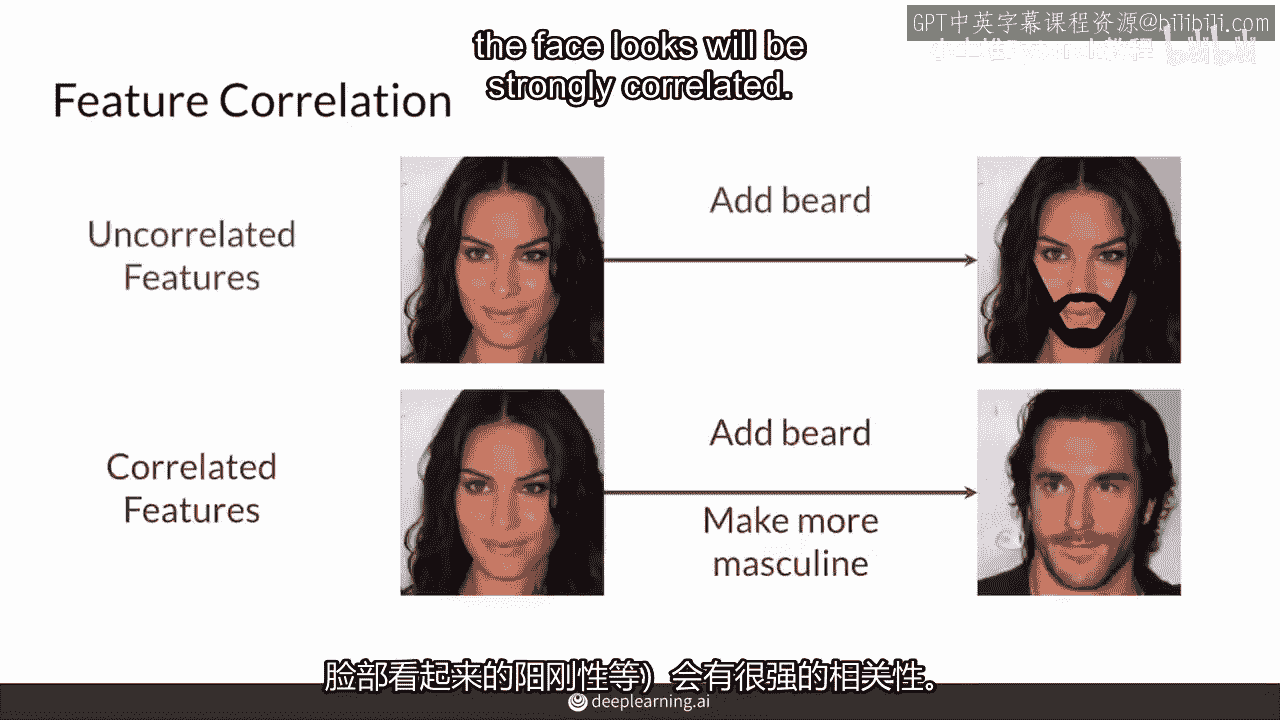 GPT中英字幕课程资源@bilibili.com
the face looks will be
strongly correlated.
Feature Correlation
Add beard
Uncorrelated
Features
Add beard
Correlated
Features
Make more
masculine
脸部看起来的阳刚性等）会有很强的相关性。
deeplearning.ai